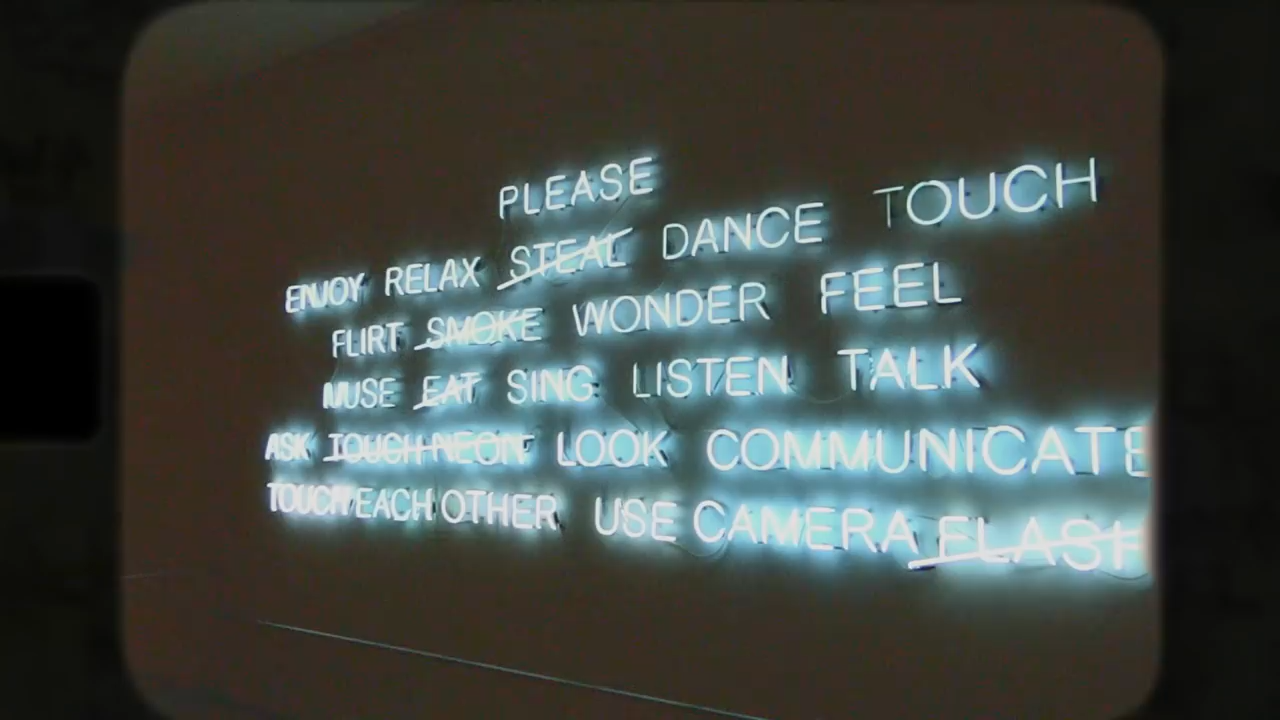 PLEASE
ENJOY RELAX STEAL DANCE TOUCH
FLIRT SMOKE WONDER FEEL
MUSE EAT SING LISTEN TALK
ASK TOUCH NEON LOOK COMMUNICATE
TOUCH EACH OTHER USE CAMERA FLASH